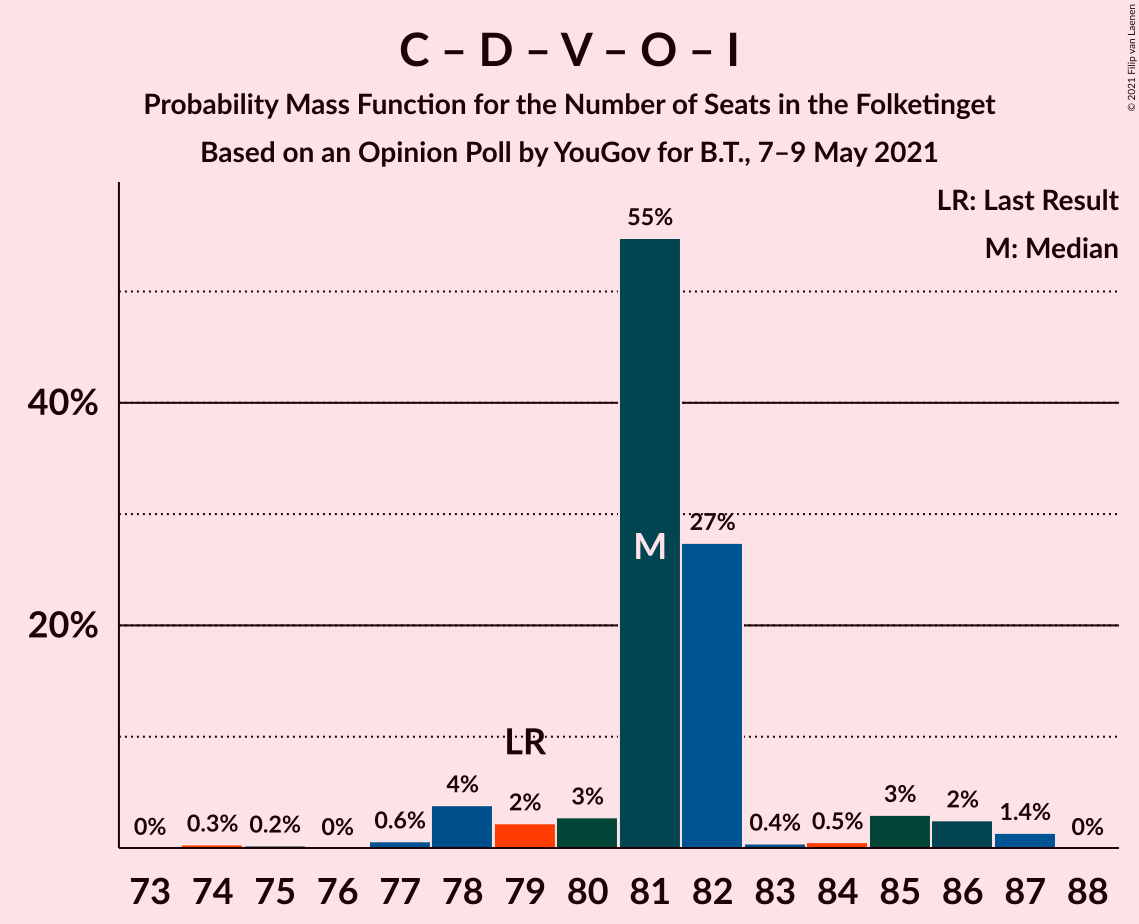 C – D – V – O – I
Probability Mass Function for the Number of Seats in the Folketinget
Based on an Opinion Poll by YouGov for B.T., 7–9 May 2021
© 2021 Filip van Laenen
LR: Last Result
M: Median
55%
40%
27%
M
20%
LR
0%
0.3%
0.2%
0%
0.6%
4%
2%
3%
0.4%
0.5%
3%
2%
1.4%
0%
73 74 75 76 77 78 79 80 81 82 83 84 85 86 87 88